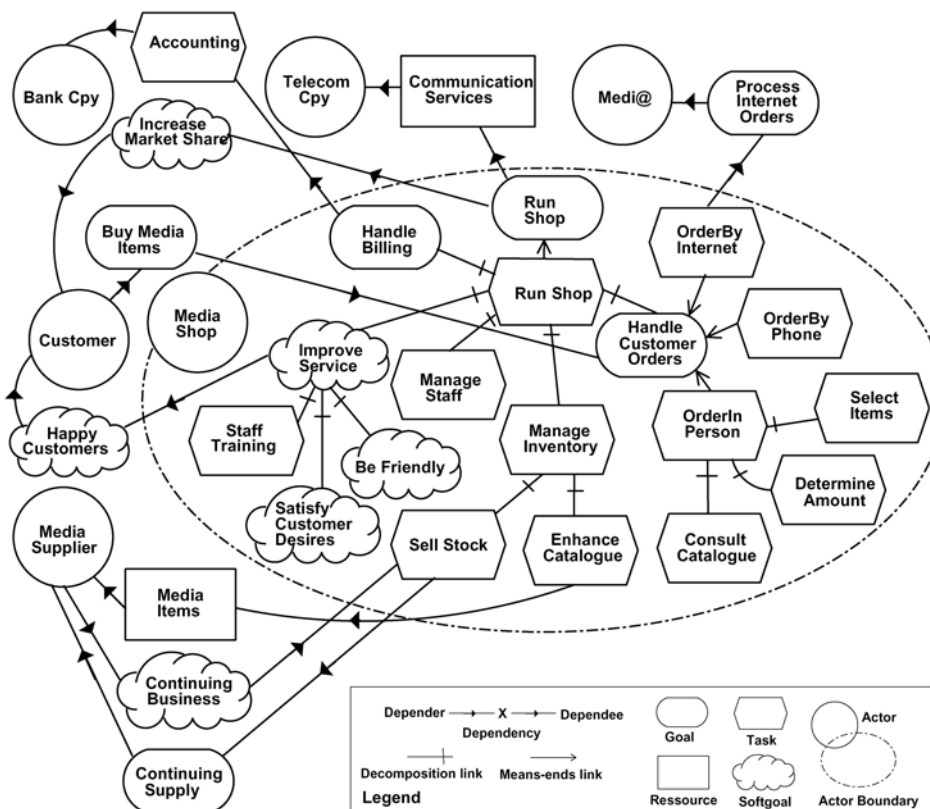 Accounting
Bank Cpy
Telecom
Cpy
Communication
Services
Medi@
Process
Internet
Orders
Increase
Market Share
Run
Shop
Buy Media
Items
Handle
Billing
OrderBy
Internet
Run Shop
Media
Shop
Customer
Improve
Service
Handle
Customer
Orders
OrderBy
Phone
Manage
Staff
Select
Items
Happy
Customers
Staff
Training
Be Friendly
Manage
Inventory
OrderIn
Person
Determine
Amount
Media
Supplier
Satisfy
Customer
Desires
Sell Stock
Enhance
Catalogue
Consult
Catalogue
Media
Items
Continuing
Business
Continuing
Supply
Depender
X
Dependee
Dependency
Decomposition link
Means-ends link
Legend
Goal
Task
Actor
Ressource
Softgoal
Actor Boundary